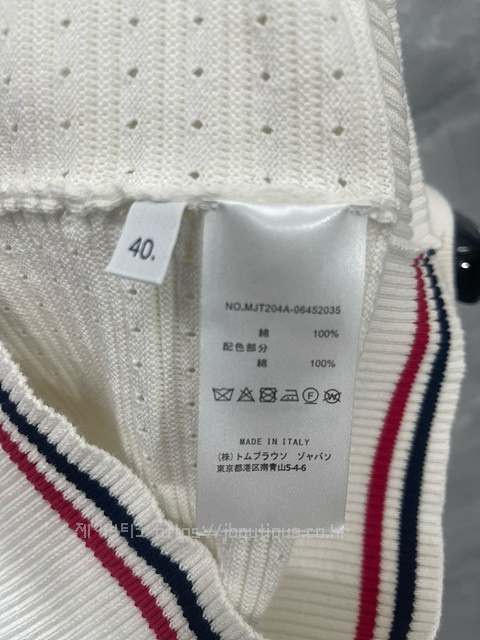 40.
NO.MJT204A-06452035
綿 100%
配色部分
綿 100%
MADE IN ITALY
(株)トムブラウン ジャパン
東京都港区南青山5-4-6